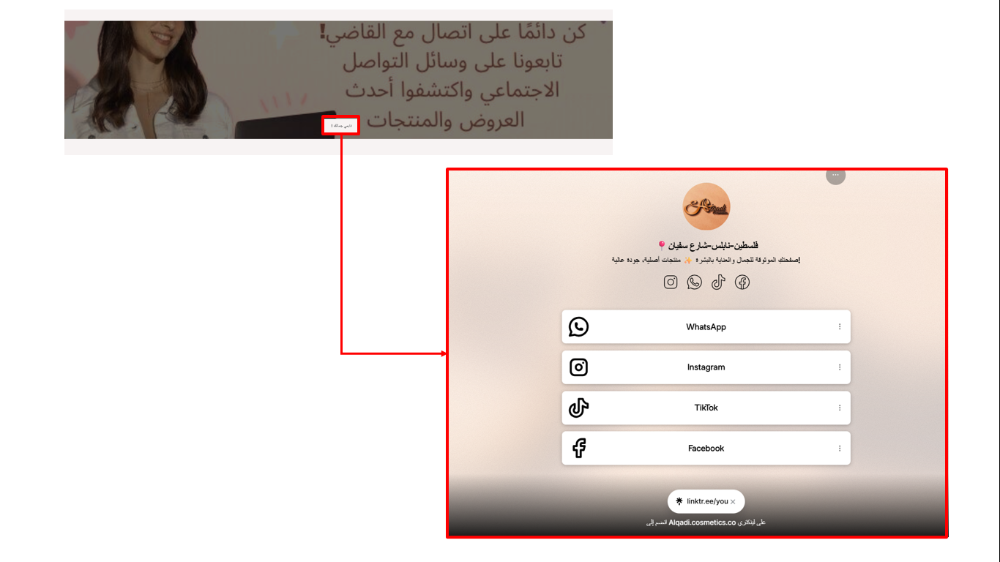 كن دائمًا على اتصال مع القاضي!
تابعونا على وسائل التواصل
الاجتماعي واكتشفوا أحدث
العروض والمنتجات
تابعي جمالك !
Alqadi
فلسطين-نابلس-شارع سفيان
!صفحتك الموثوقة للجمال والعناية بالبشرة ✨ منتجات أصلية، جودة عالية
WhatsApp
Instagram
TikTok
Facebook
linktr.ee/you
على لينكتري Alqadi.cosmetics.co انضم إلى